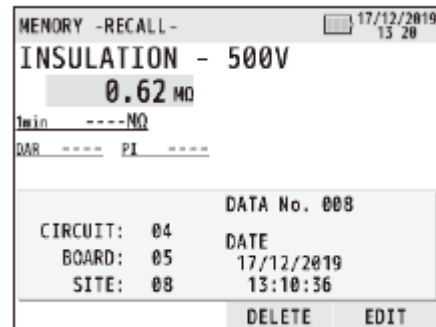 MENORY -RECALL-
17/12/2019
13 20
INSULATION - 500V
0.62 MΩ
1min ----MΩ
DAR ---- PI ----
DATA No. 008
CIRCUIT: 04
DATE
BOARD: 05
17/12/2019
SITE: 08
13:10:36
DELETE EDIT